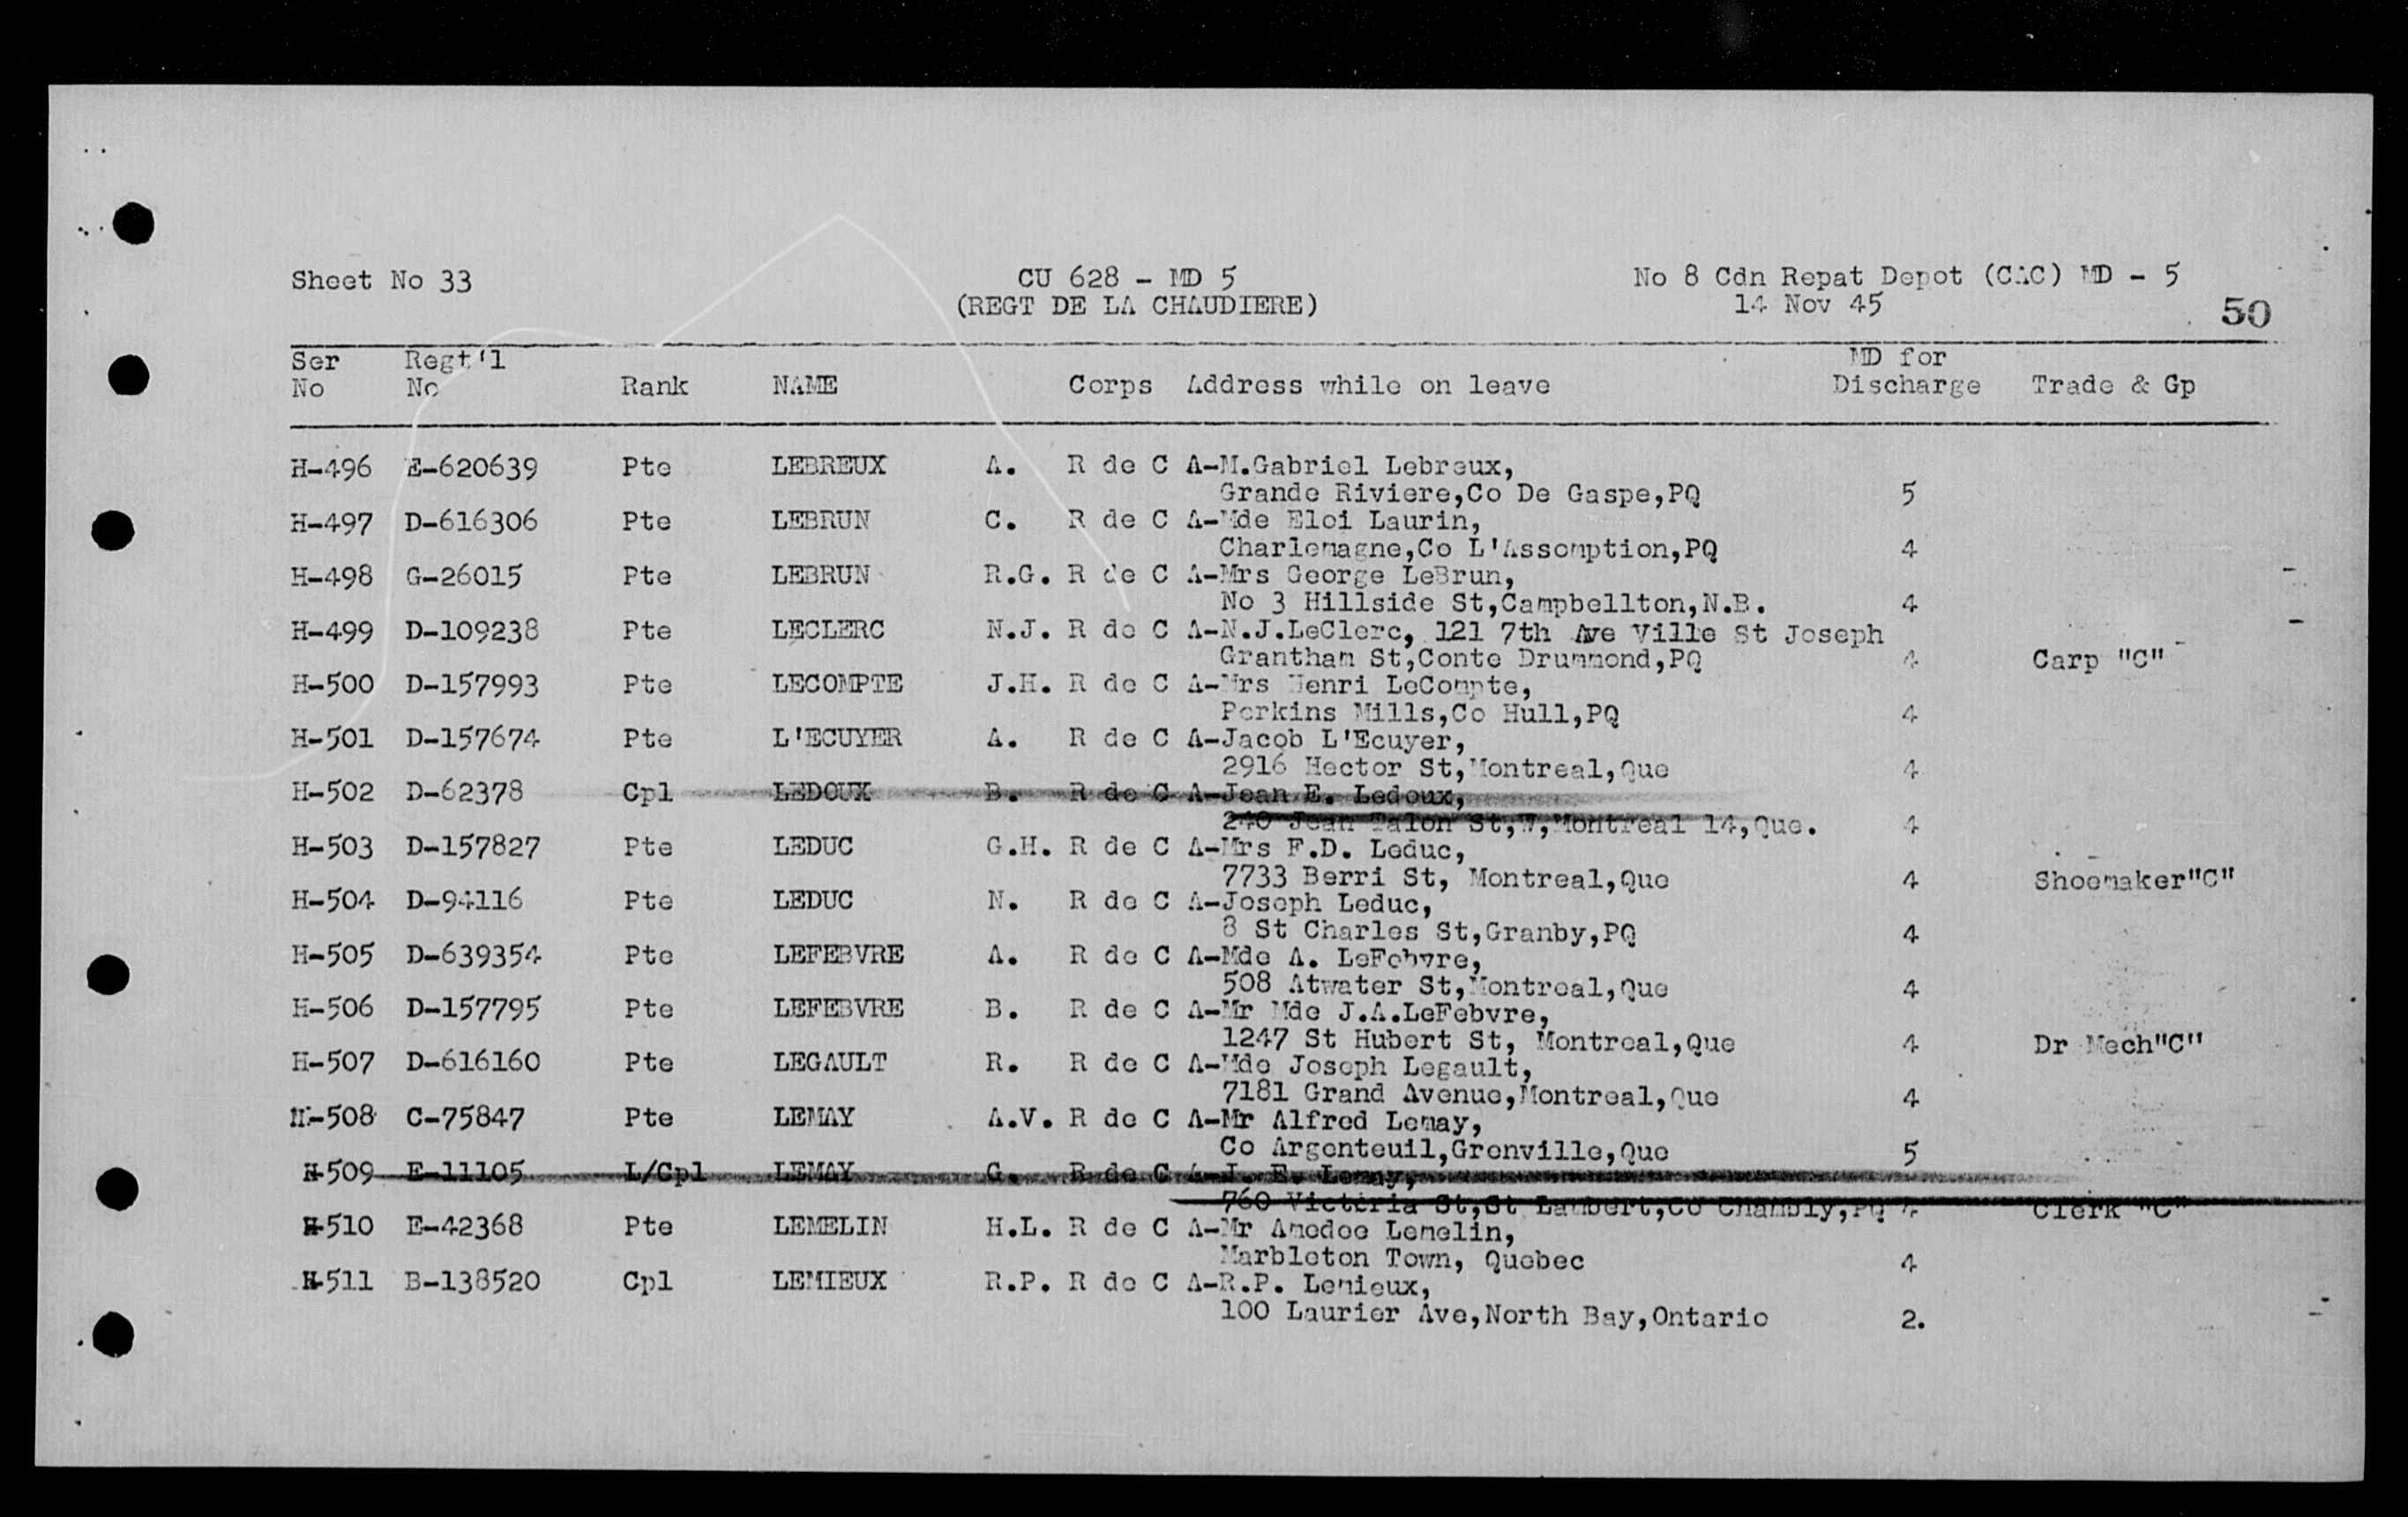 Sheet No 33 CU 628 - MD 5 No 8 Cdn Repat Depot (CAC) MD - 5
(REGT DE LA CHAUDIERE) 14 Nov 45 50
Ser Regt'l MD for
No No Rank NAME Corps Address while on leave Discharge Trade & Gp
H-496 E-620639 Pte LEBREUX A. R de C A-M.Gabriel Lebreux,
Grande Riviere,Co De Gaspe,PQ 5
H-497 D-616306 Pte LEBRUN C. R de C A-Mde Eloi Laurin,
Charlemagne,Co L'Assomption,PQ 4
H-498 G-26015 Pte LEBRUN R.G. R de C A-Mrs George LeBrun,
No 3 Hillside St,Campbellton,N.B. 4
H-499 D-109238 Pte LECLERC N.J. R de C A-N.J.LeClerc, 121 7th Ave Ville St Joseph
Grantham St,Conte Drummond,PQ 4 Carp "C"
H-500 D-157993 Pte LECOMPTE J.H. R de C A-Mrs Henri LeCompte,
Perkins Mills,Co Hull,PQ 4
H-501 D-157674 Pte L'ECUYER A. R de C A-Jacob L'Ecuyer,
2916 Hector St,Montreal,Que 4
H-502 D-62378 Cpl LEDOUX B. R de C A-Jean E. Ledoux,
240 Jean Talon St,W,Montreal 14,Que. 4
H-503 D-157827 Pte LEDUC G.H. R de C A-Mrs F.D. Leduc,
7733 Berri St, Montreal,Que 4 Shoemaker"C"
H-504 D-94116 Pte LEDUC N. R de C A-Joseph Leduc,
8 St Charles St,Granby,PQ 4
H-505 D-639354 Pte LEFEBVRE A. R de C A-Mde A. LeFebvre,
508 Atwater St,Montreal,Que 4
H-506 D-157795 Pte LEFEBVRE B. R de C A-Mr Mde J.A.LeFebvre,
1247 St Hubert St, Montreal,Que 4 Dr Mech"C"
H-507 D-616160 Pte LEGAULT R. R de C A-Mde Joseph Legault,
7181 Grand Avenue,Montreal,Que 4
H-508 C-75847 Pte LEMAY A.V. R de C A-Mr Alfred Lemay,
Co Argenteuil,Grenville,Que 5
H-509 E-11105 L/Cpl LEMAY G. R de C A-J. E. Lemay,
760 Victoria St,St Lambert,Co Chambly,PQ 4 Clerk "C"
H-510 E-42368 Pte LEMELIN H.L. R de C A-Mr Amedee Lemelin,
Marbleton Town, Quebec 4
H-511 B-138520 Cpl LEMIEUX R.P. R de C A-R.P. Lemieux,
100 Laurier Ave,North Bay,Ontario 2.